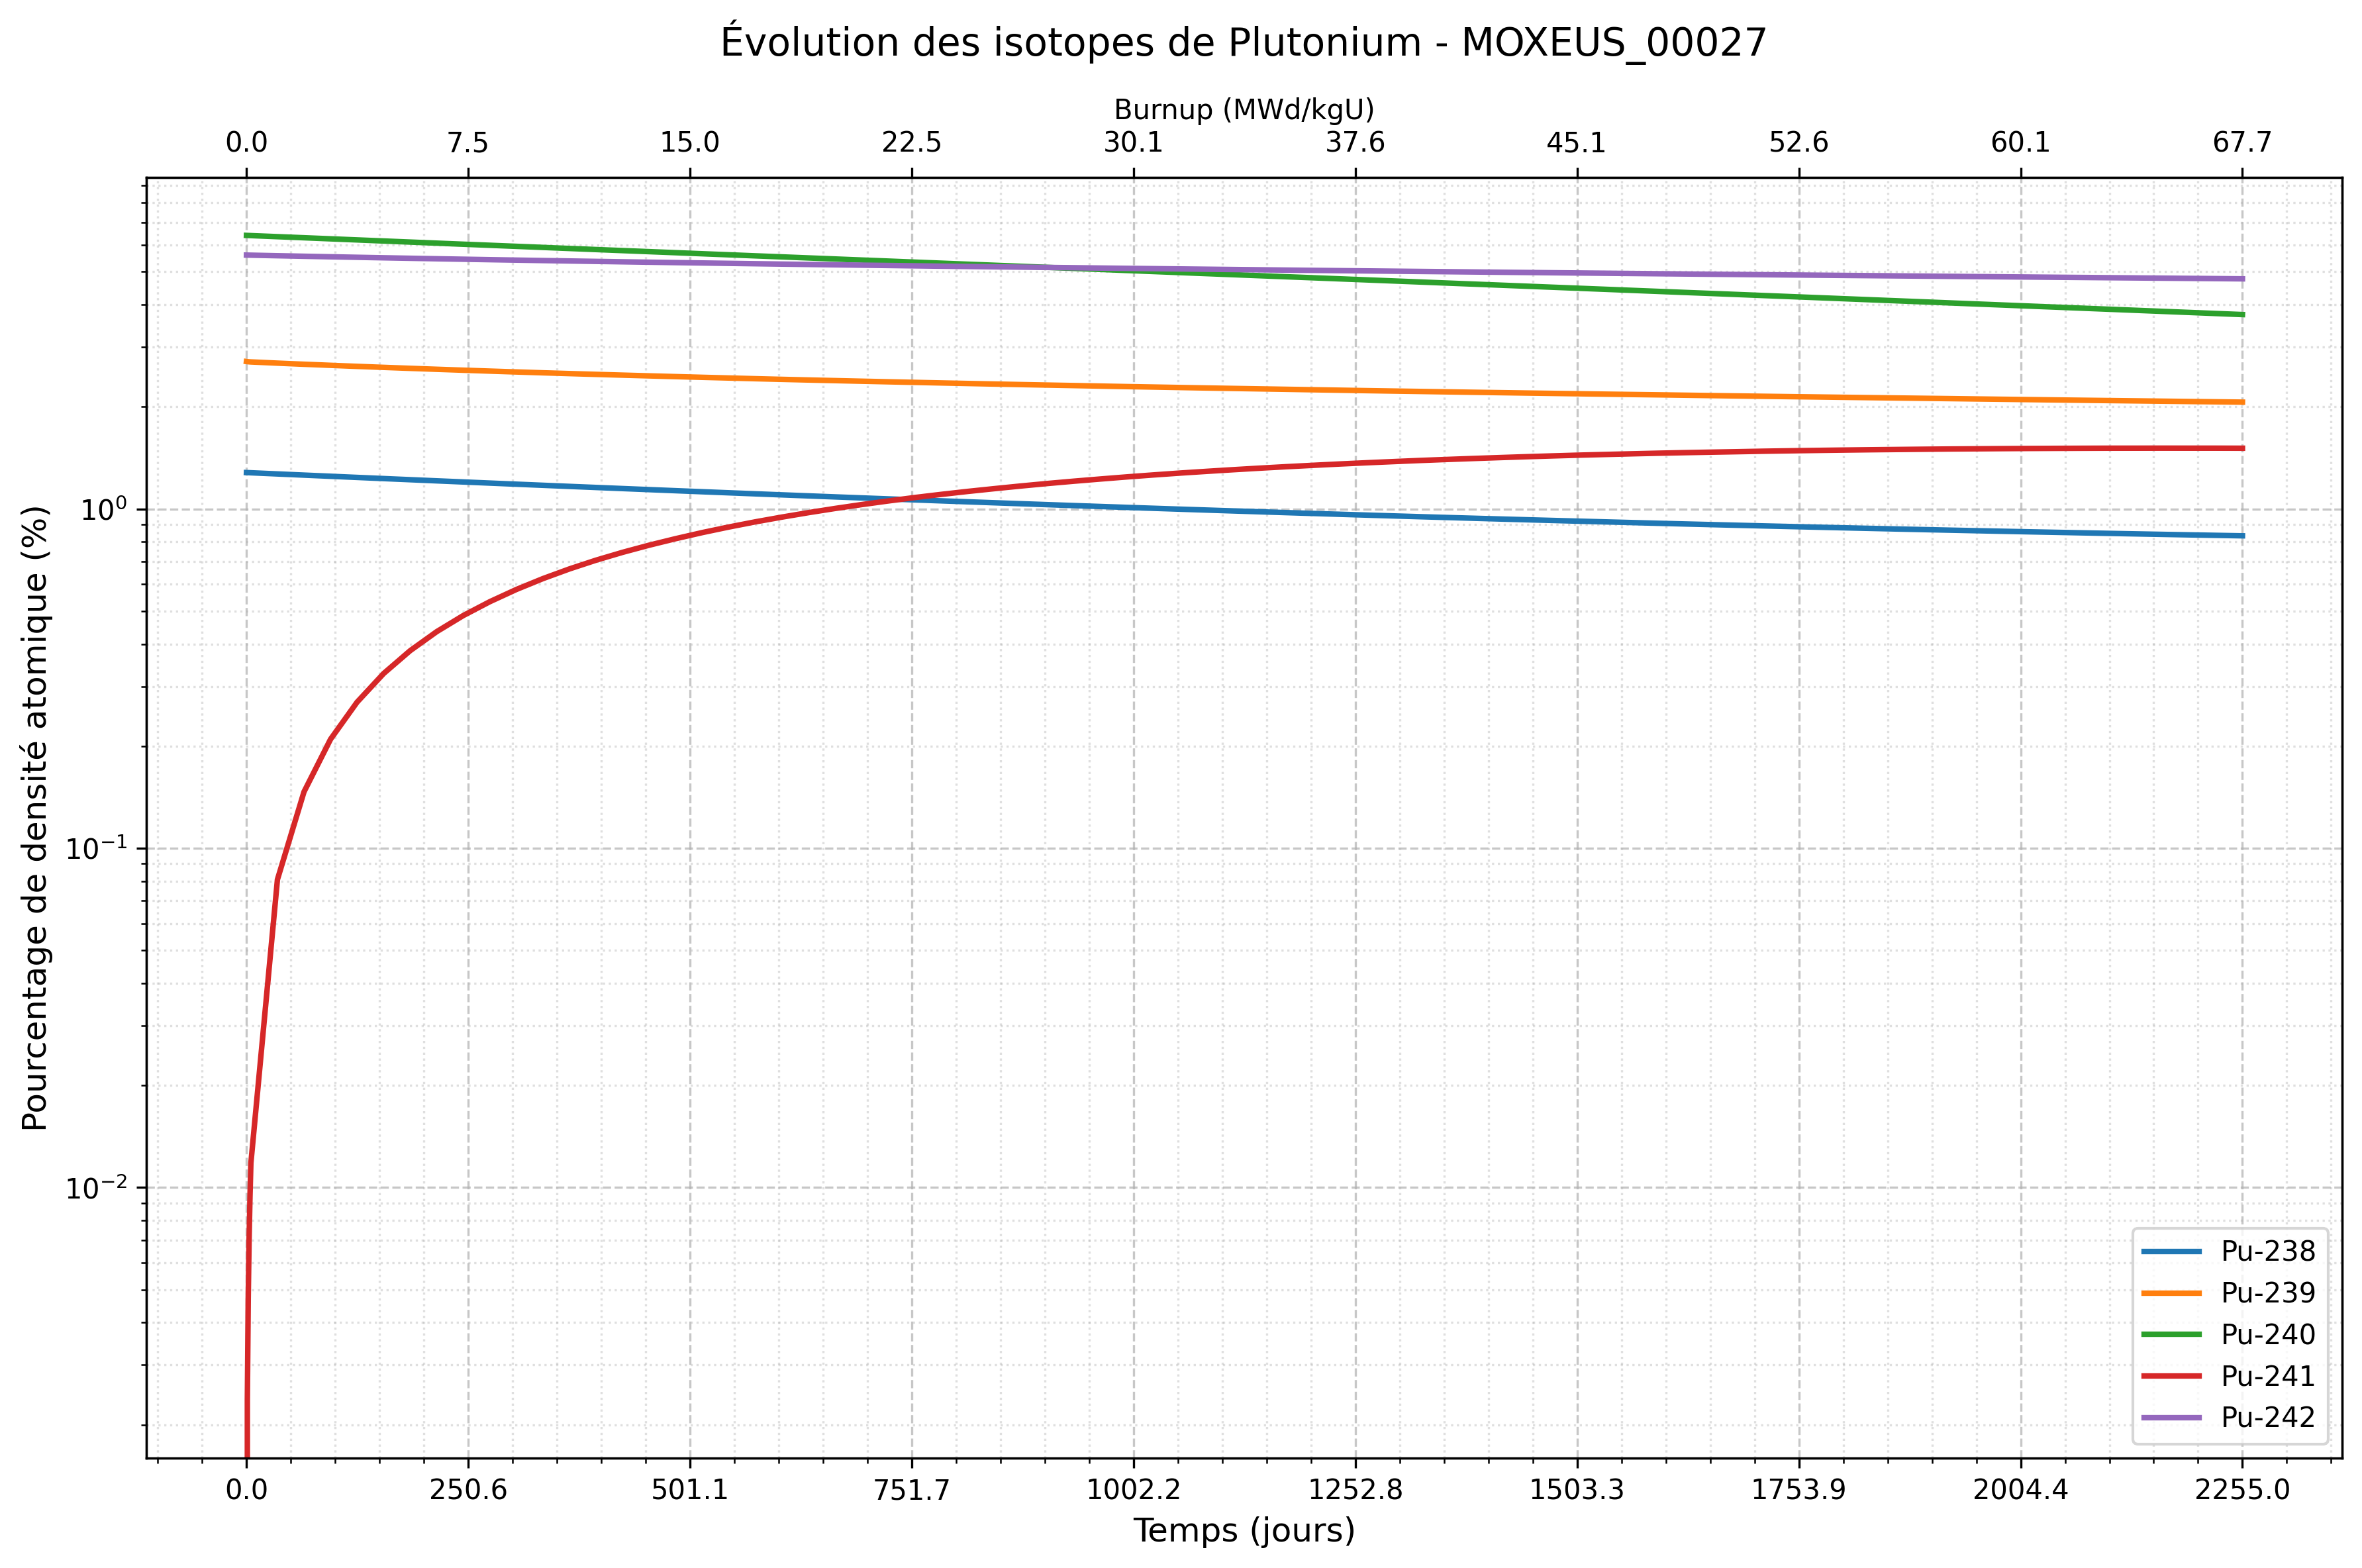 Évolution des isotopes de Plutonium - MOXEUS_00027
Burnup (MWd/kgU)
0.0 7.5 15.0 22.5 30.1 37.6 45.1 52.6 60.1 67.7
Pourcentage de densité atomique (%)
10⁰
10⁻¹
10⁻²
Pu-238
Pu-239
Pu-240
Pu-241
Pu-242
0.0 250.6 501.1 751.7 1002.2 1252.8 1503.3 1753.9 2004.4 2255.0
Temps (jours)